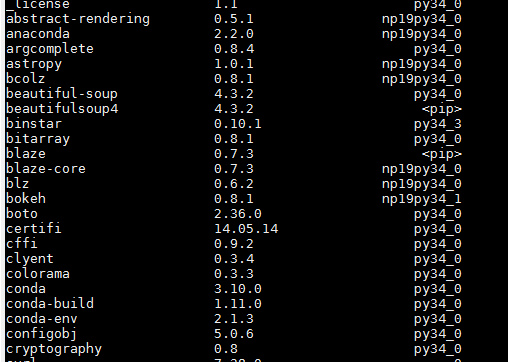 _license 1.1 py34_0
abstract-rendering 0.5.1 np19py34_0
anaconda 2.2.0 np19py34_0
argcomplete 0.8.4 py34_0
astropy 1.0.1 np19py34_0
bcolz 0.8.1 np19py34_0
beautiful-soup 4.3.2 py34_0
beautifulsoup4 4.3.2 <pip>
binstar 0.10.1 py34_3
bitarray 0.8.1 py34_0
blaze 0.7.3 <pip>
blaze-core 0.7.3 np19py34_0
blz 0.6.2 np19py34_0
bokeh 0.8.1 np19py34_1
boto 2.36.0 py34_0
certifi 14.05.14 py34_0
cffi 0.9.2 py34_0
clyent 0.3.4 py34_0
colorama 0.3.3 py34_0
conda 3.10.0 py34_0
conda-build 1.11.0 py34_0
conda-env 2.1.3 py34_0
configobj 5.0.6 py34_0
cryptography 0.8 py34_0